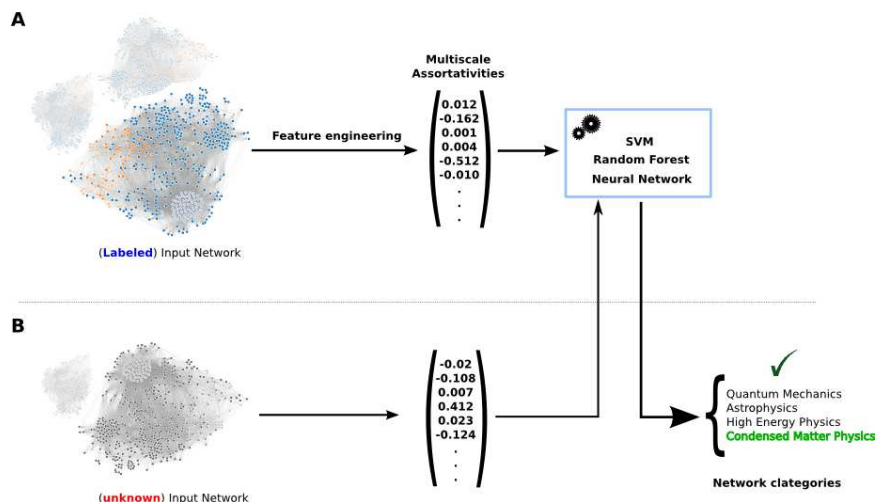 A
Multiscale
Assortativities
Feature engineering
0.012
-0.162
0.001
0.004
-0.512
-0.010
.
.
.
SVM
Random Forest
Neural Network
(Labeled) Input Network
B
-0.02
-0.108
0.007
0.412
0.023
-0.124
.
.
.
Quantum Mechanics
Astrophysics
High Energy Physics
Condensed Matter Physics
Network clategories
(unknown) Input Network